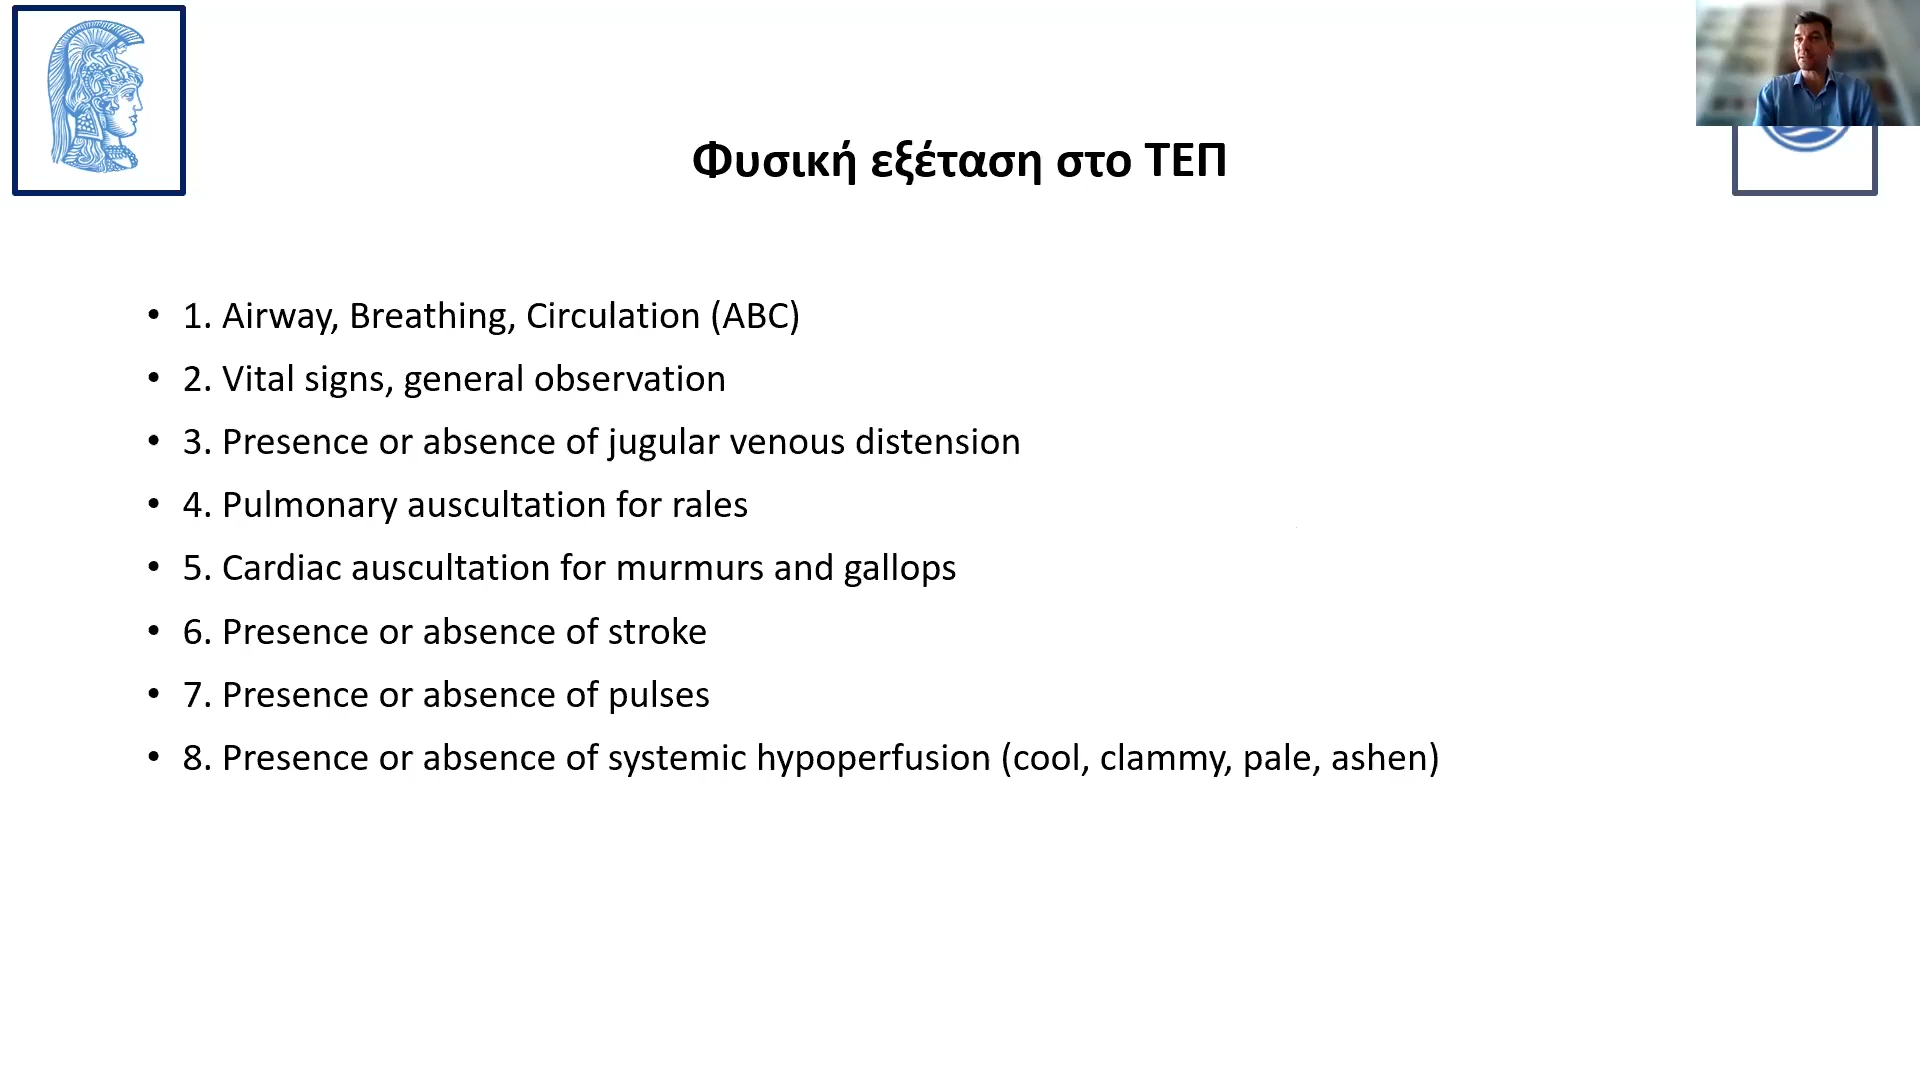 Φυσική εξέταση στο ΤΕΠ
• 1. Airway, Breathing, Circulation (ABC)
• 2. Vital signs, general observation
• 3. Presence or absence of jugular venous distension
• 4. Pulmonary auscultation for rales
• 5. Cardiac auscultation for murmurs and gallops
• 6. Presence or absence of stroke
• 7. Presence or absence of pulses
• 8. Presence or absence of systemic hypoperfusion (cool, clammy, pale, ashen)